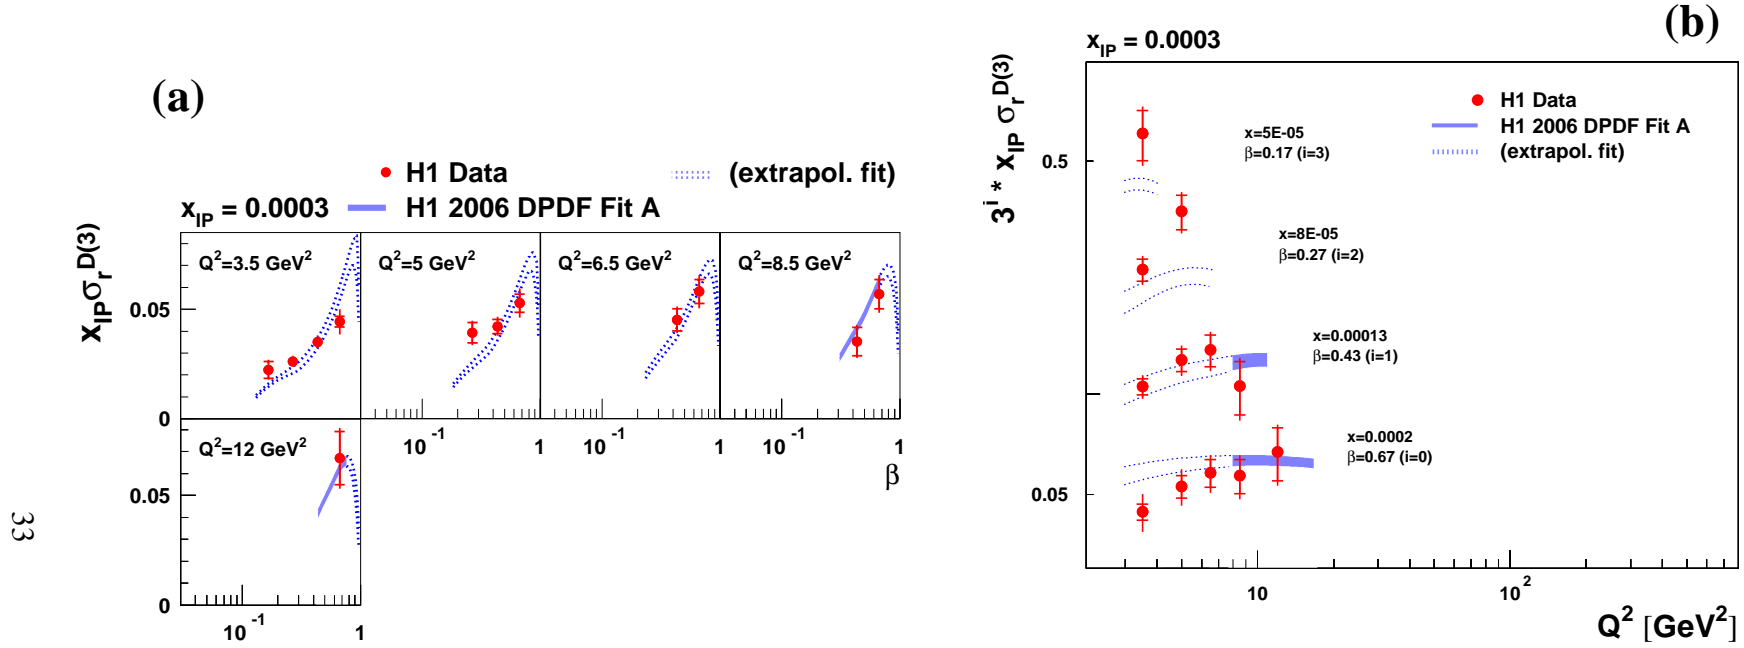 (a)
H1 Data
(extrapol. fit)
x_IP = 0.0003
H1 2006 DPDF Fit A
x_IP σ_r^D(3)
Q²=3.5 GeV²
Q²=5 GeV²
Q²=6.5 GeV²
Q²=8.5 GeV²
0.05
0
10⁻¹
1
10⁻¹
1
10⁻¹
1
β
Q²=12 GeV²
0.05
0
10⁻¹
1
33
(b)
x_IP = 0.0003
3^i * x_IP σ_r^D(3)
H1 Data
H1 2006 DPDF Fit A
(extrapol. fit)
x=5E-05
β=0.17 (i=3)
x=8E-05
β=0.27 (i=2)
x=0.00013
β=0.43 (i=1)
x=0.0002
β=0.67 (i=0)
0.5
0.05
10
10²
Q² [GeV²]